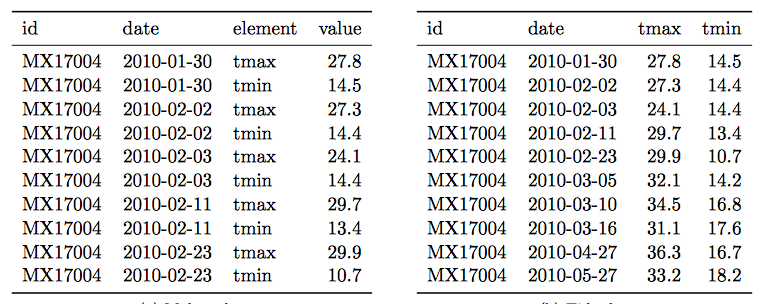 id date element value
MX17004 2010-01-30 tmax 27.8
MX17004 2010-01-30 tmin 14.5
MX17004 2010-02-02 tmax 27.3
MX17004 2010-02-02 tmin 14.4
MX17004 2010-02-03 tmax 24.1
MX17004 2010-02-03 tmin 14.4
MX17004 2010-02-11 tmax 29.7
MX17004 2010-02-11 tmin 13.4
MX17004 2010-02-23 tmax 29.9
MX17004 2010-02-23 tmin 10.7
id date tmax tmin
MX17004 2010-01-30 27.8 14.5
MX17004 2010-02-02 27.3 14.4
MX17004 2010-02-03 24.1 14.4
MX17004 2010-02-11 29.7 13.4
MX17004 2010-02-23 29.9 10.7
MX17004 2010-03-05 32.1 14.2
MX17004 2010-03-10 34.5 16.8
MX17004 2010-03-16 31.1 17.6
MX17004 2010-04-27 36.3 16.7
MX17004 2010-05-27 33.2 18.2